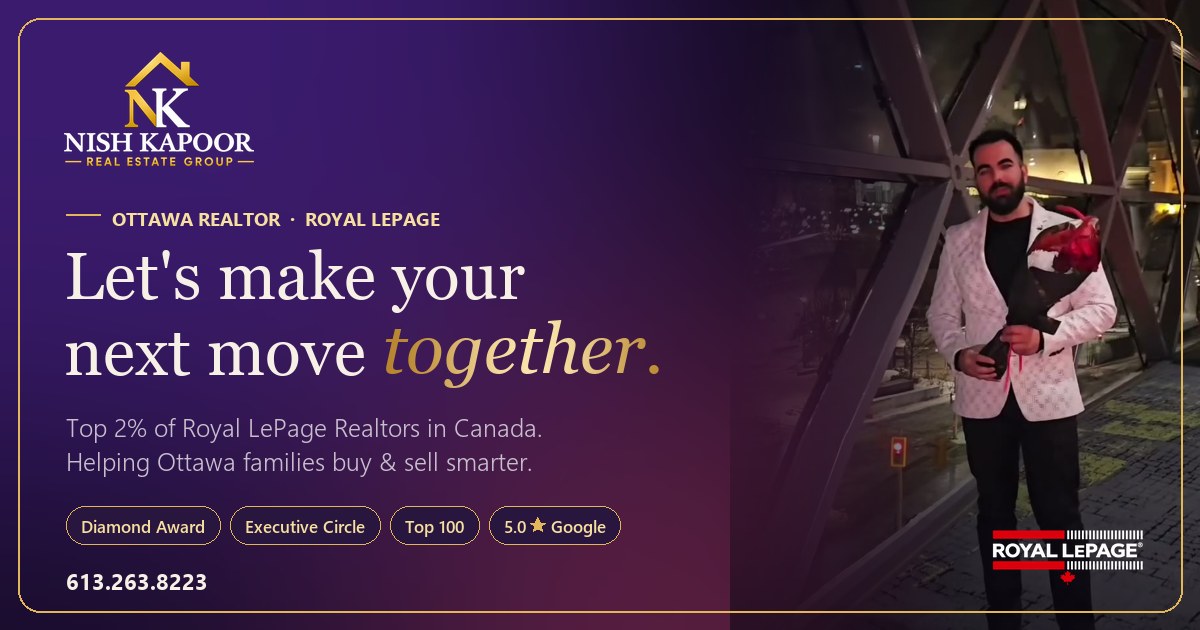 NK
NISH KAPOOR
REAL ESTATE GROUP
OTTAWA REALTOR · ROYAL LEPAGE
Let's make your
next move together.
Top 2% of Royal LePage Realtors in Canada.
Helping Ottawa families buy & sell smarter.
Diamond Award Executive Circle Top 100 5.0 ★ Google
613.263.8223
ROYAL LEPAGE®